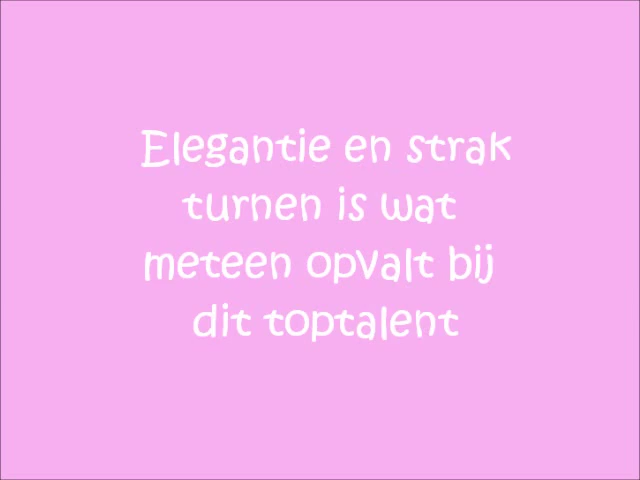 Elegantie en strak
turnen is wat
meteen opvalt bij
dit toptalent